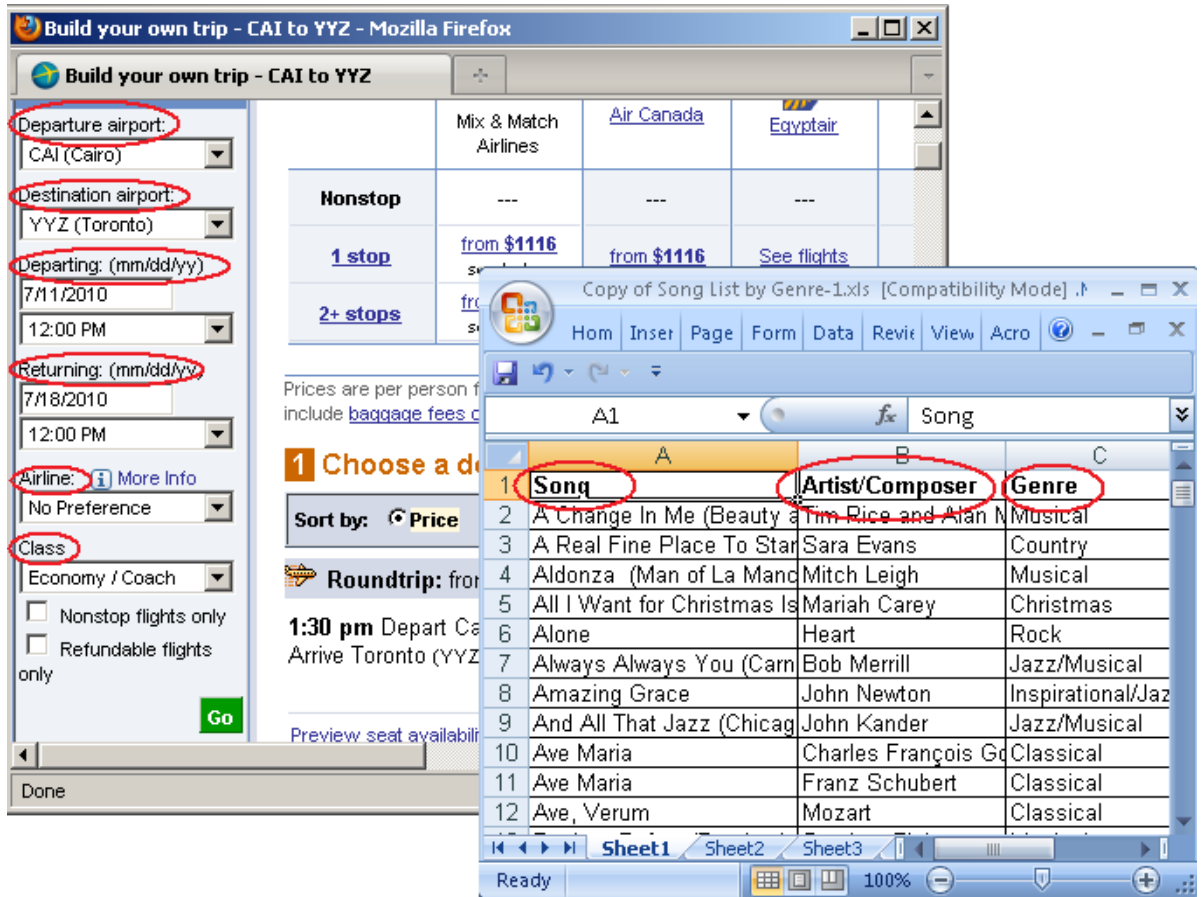 Build your own trip - CAI to YYZ - Mozilla Firefox
Build your own trip - CAI to YYZ
Departure airport:
CAI (Cairo)
Destination airport:
YYZ (Toronto)
Departing: (mm/dd/yy)
7/11/2010
12:00 PM
Returning: (mm/dd/yy)
7/18/2010
12:00 PM
Airline: More Info
No Preference
Class
Economy / Coach
Nonstop flights only
Refundable flights
only
Go
Mix & Match
Airlines
Air Canada
Egyptair
Nonstop --- --- ---
1 stop from $1116 from $1116 See flights
2+ stops
Prices are per person
include baggage fees
1 Choose a
Sort by: Price
Roundtrip:
1:30 pm Depart
Arrive Toronto (YYZ
Preview seat
Done
Copy of Song List by Genre-1.xls [Compatibility Mode]
Hom Inser Page Form Data Revie View Acro
A1 fx Song
A B C
1 Song Artist/Composer Genre
2 A Change In Me (Beauty a Tim Rice and Alan M Musical
3 A Real Fine Place To Star Sara Evans Country
4 Aldonza (Man of La Manc Mitch Leigh Musical
5 All I Want for Christmas Is Mariah Carey Christmas
6 Alone Heart Rock
7 Always Always You (Carn Bob Merrill Jazz/Musical
8 Amazing Grace John Newton Inspirational/Jaz
9 And All That Jazz (Chicag John Kander Jazz/Musical
10 Ave Maria Charles François Go Classical
11 Ave Maria Franz Schubert Classical
12 Ave, Verum Mozart Classical
Sheet1 Sheet2 Sheet3
Ready 100%